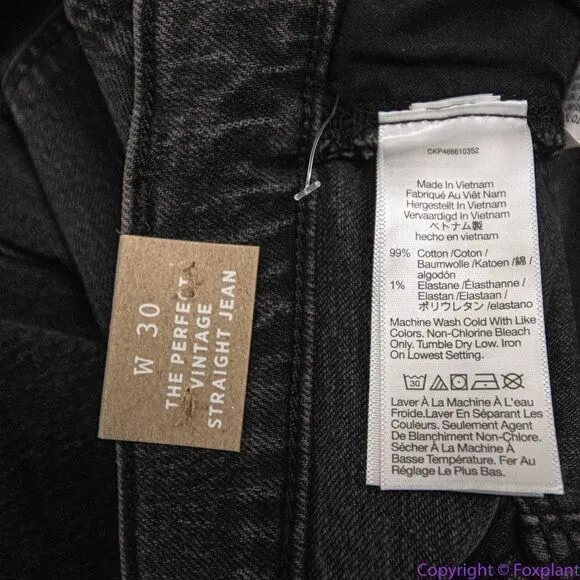 W 30
THE PERFECT
VINTAGE
STRAIGHT JEAN
CKP466610352
Made In Vietnam
Fabriqué Au Viêt Nam
Hergestellt In Vietnam
Vervaardigd In Vietnam
ベトナム製
hecho en vietnam
99% Cotton /Coton /
Baumwolle /Katoen /綿 /
algodón
1% Elastane /Élasthanne /
Elastan /Elastaan /
ポリウレタン /elastano
Machine Wash Cold With Like
Colors. Non-Chlorine Bleach
Only. Tumble Dry Low. Iron
On Lowest Setting.
30
Laver À La Machine À L'eau
Froide.Laver En Séparant Les
Couleurs. Seulement Agent
De Blanchiment Non-Chlore.
Sécher À La Machine À
Basse Température. Fer Au
Réglage Le Plus Bas.
Copyright © Foxplant